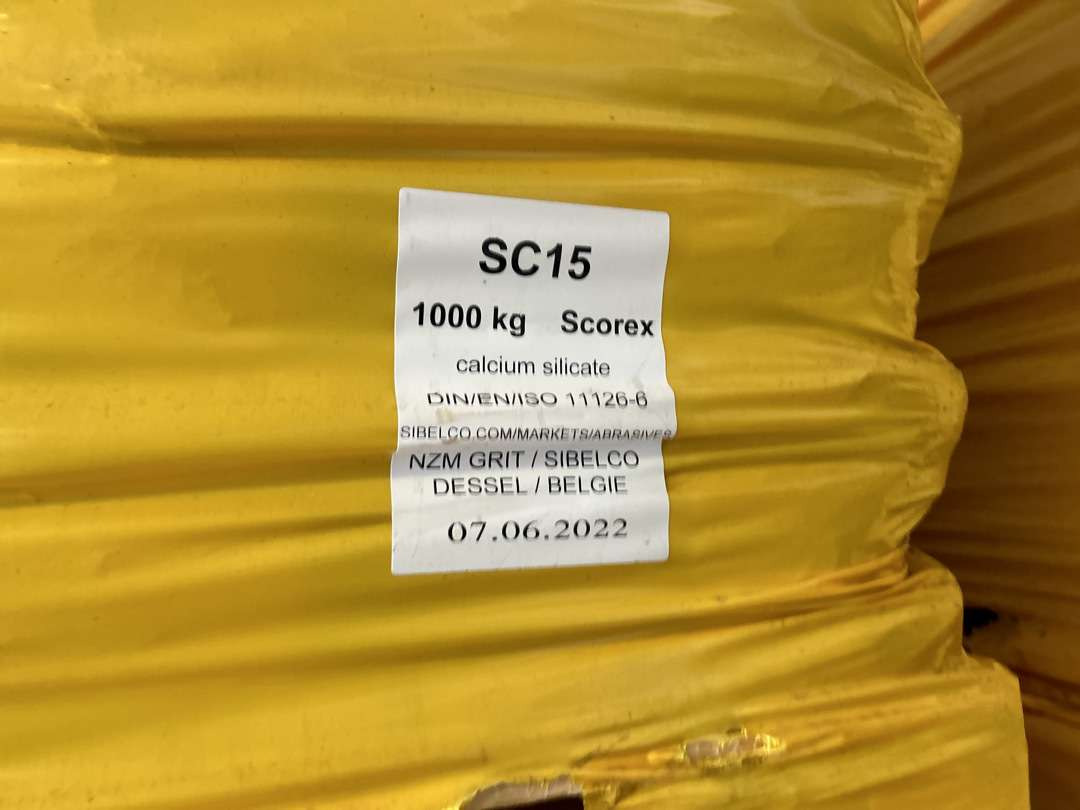 SC15
1000 kg Scorex
calcium silicate
DIN/EN/ISO 11126-6
SIBELCO.COM/MARKETS/ABRASIVES
NZM GRIT / SIBELCO
DESSEL / BELGIE
07.06.2022